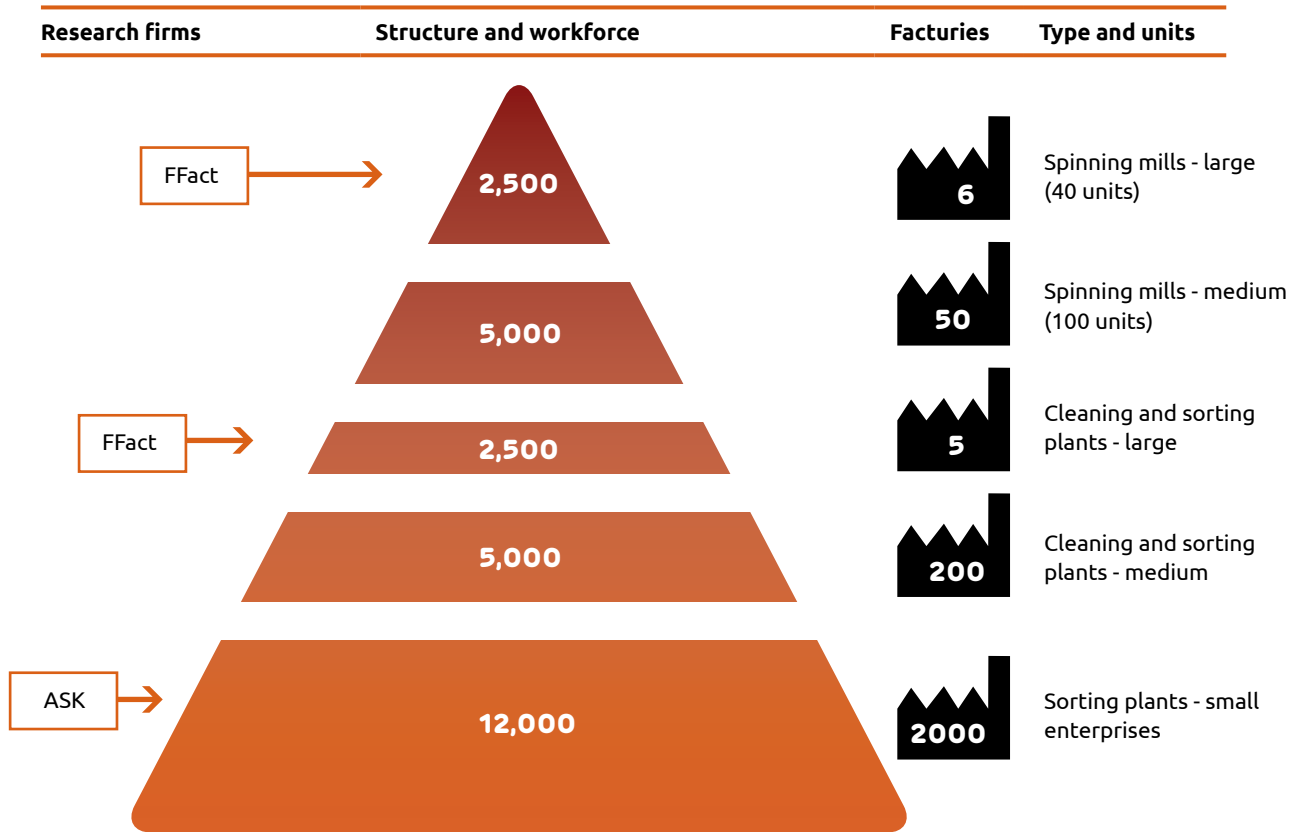 Research firms
Structure and workforce
Facturies
Type and units
FFact
2,500
6
Spinning mills - large
(40 units)
5,000
50
Spinning mills - medium
(100 units)
FFact
2,500
5
Cleaning and sorting
plants - large
5,000
200
Cleaning and sorting
plants - medium
ASK
12,000
2000
Sorting plants - small
enterprises